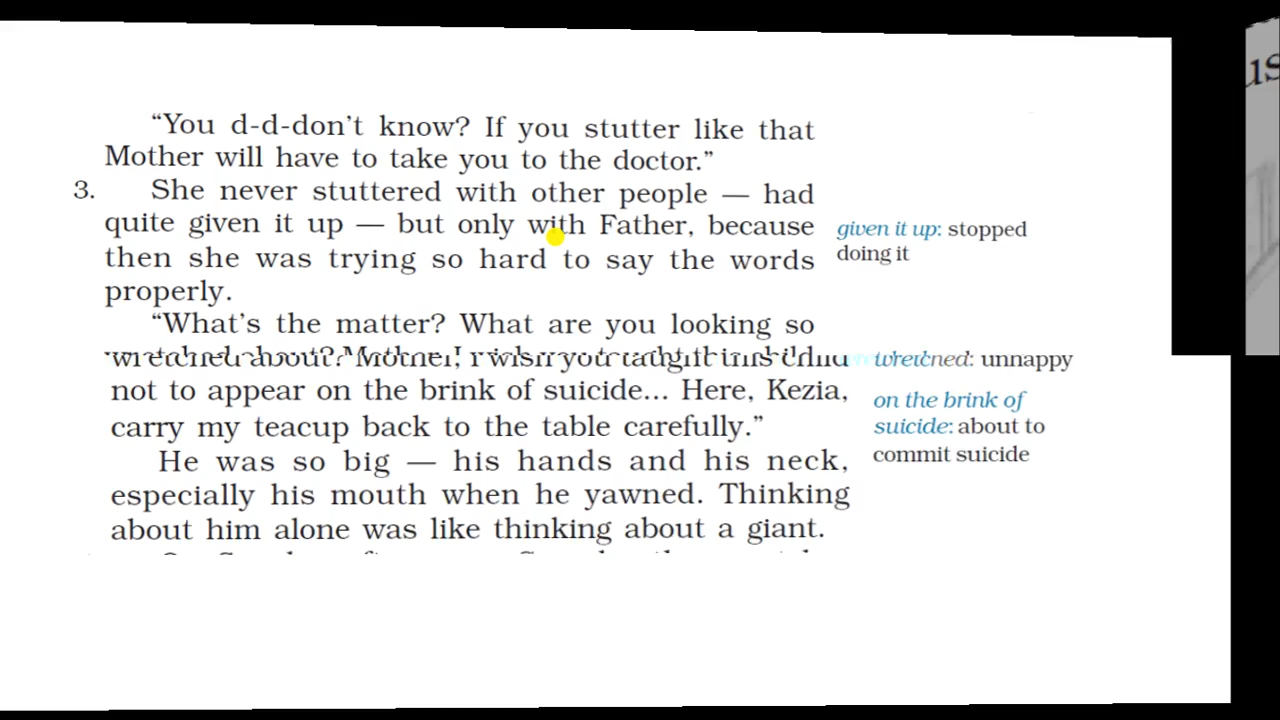 "You d-d-don't know? If you stutter like that
Mother will have to take you to the doctor."
3. She never stuttered with other people — had
quite given it up — but only with Father, because
then she was trying so hard to say the words
properly.
given it up: stopped
doing it
"What's the matter? What are you looking so
wretched about? Mother, I wish you taught this child
not to appear on the brink of suicide... Here, Kezia,
carry my teacup back to the table carefully."
wretched: unhappy
on the brink of
suicide: about to
commit suicide
He was so big — his hands and his neck,
especially his mouth when he yawned. Thinking
about him alone was like thinking about a giant.
us